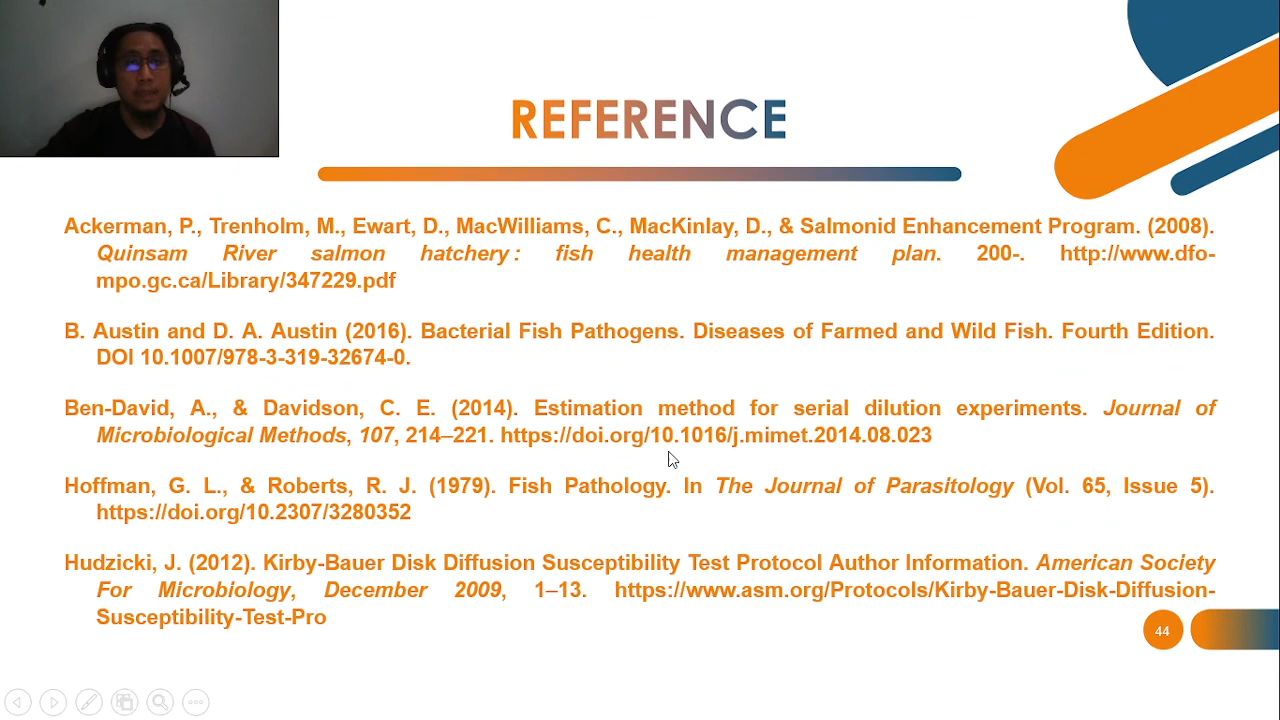 REFERENCE
Ackerman, P., Trenholm, M., Ewart, D., MacWilliams, C., MacKinlay, D., & Salmonid Enhancement Program. (2008).
Quinsam River salmon hatchery : fish health management plan. 200-. http://www.dfo-
mpo.gc.ca/Library/347229.pdf
B. Austin and D. A. Austin (2016). Bacterial Fish Pathogens. Diseases of Farmed and Wild Fish. Fourth Edition.
DOI 10.1007/978-3-319-32674-0.
Ben-David, A., & Davidson, C. E. (2014). Estimation method for serial dilution experiments. Journal of
Microbiological Methods, 107, 214–221. https://doi.org/10.1016/j.mimet.2014.08.023
Hoffman, G. L., & Roberts, R. J. (1979). Fish Pathology. In The Journal of Parasitology (Vol. 65, Issue 5).
https://doi.org/10.2307/3280352
Hudzicki, J. (2012). Kirby-Bauer Disk Diffusion Susceptibility Test Protocol Author Information. American Society
For Microbiology, December 2009, 1–13. https://www.asm.org/Protocols/Kirby-Bauer-Disk-Diffusion-
Susceptibility-Test-Pro
44